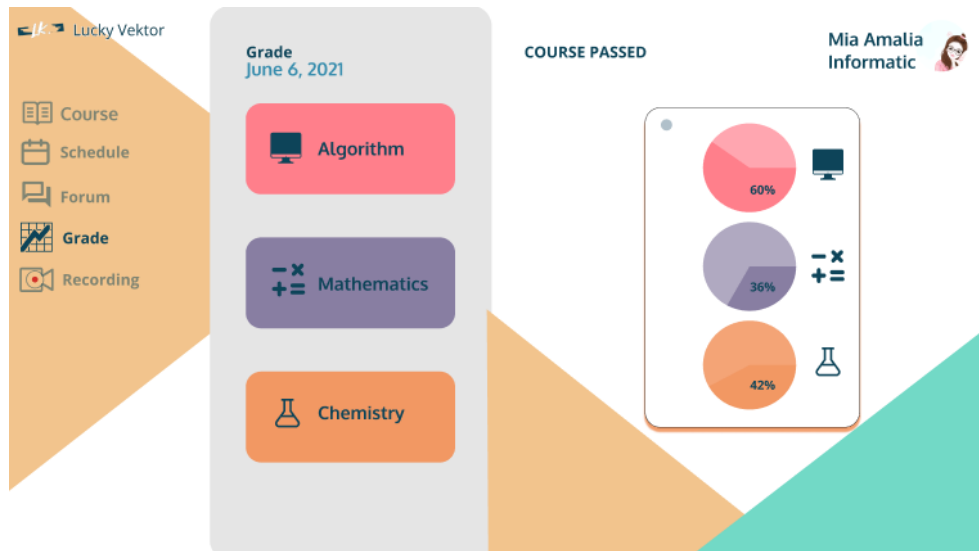 LK. Lucky Vektor
Course
Schedule
Forum
Grade
Recording
Grade
June 6, 2021
Algorithm
Mathematics
Chemistry
COURSE PASSED
Mia Amalia
Informatic
60%
36%
42%